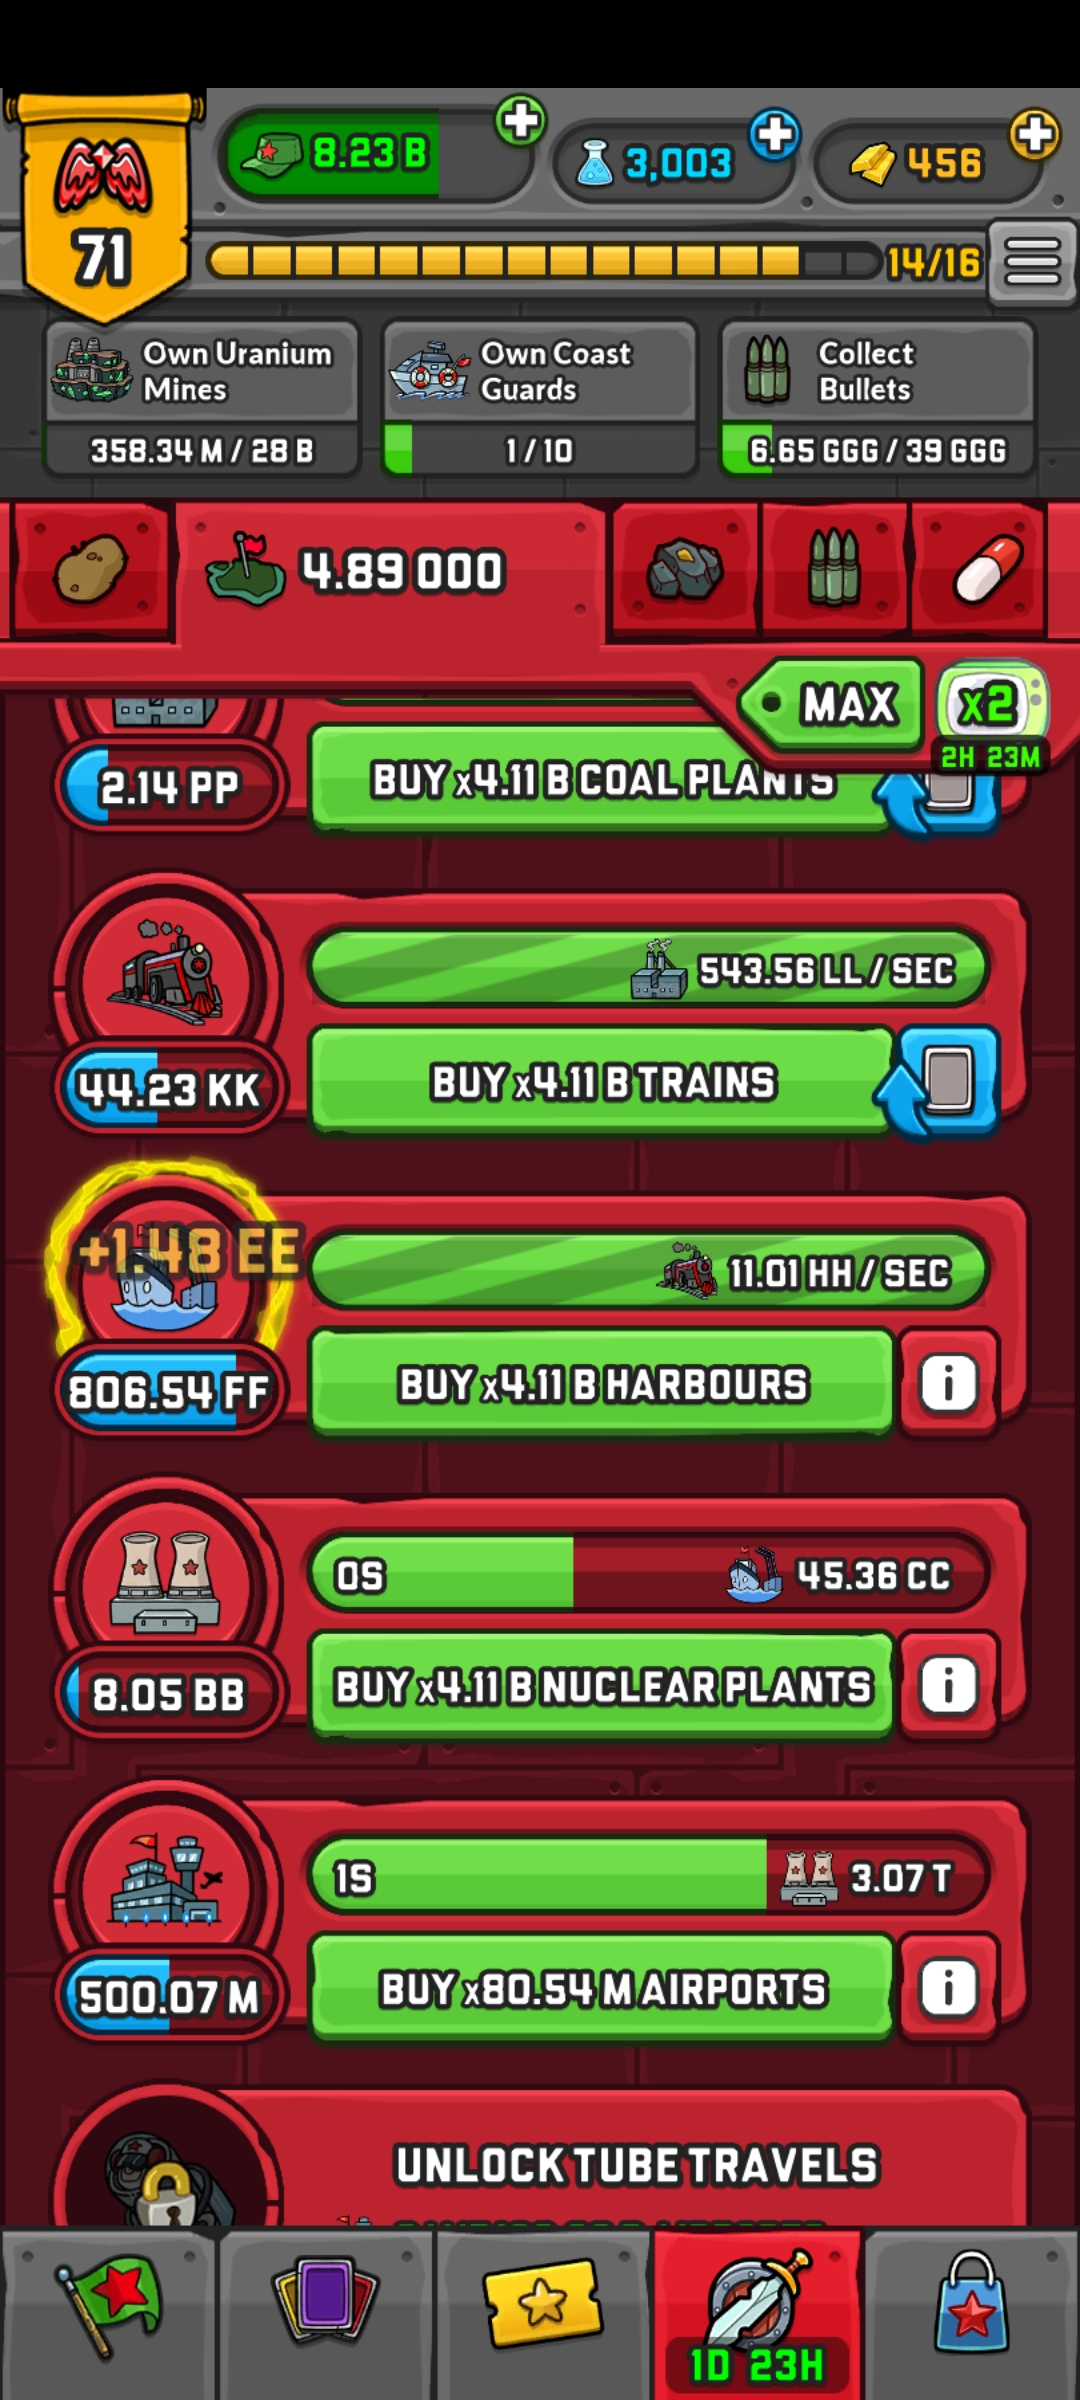 71
8.23 B
3,003
456
14/16
Own Uranium
Mines
358.34 M / 28 B
Own Coast
Guards
1 / 10
Collect
Bullets
6.65 GGG / 39 GGG
4.89 OOO
MAX
x2
2H 23M
2.14 PP
BUY x4.11 B COAL PLANTS
543.56 LL / SEC
44.23 KK
BUY x4.11 B TRAINS
+1.48 EE
11.01 HH / SEC
806.54 FF
BUY x4.11 B HARBOURS
i
0S
45.36 CC
8.05 BB
BUY x4.11 B NUCLEAR PLANTS
i
1S
3.07 T
500.07 M
BUY x80.54 M AIRPORTS
i
UNLOCK TUBE TRAVELS
1D 23H